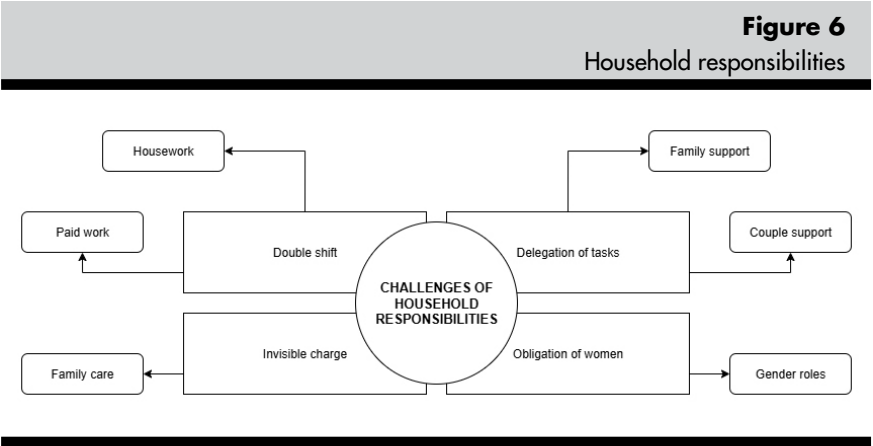 Figure 6
Household responsibilities
Housework
Family support
Paid work
Couple support
Double shift
Delegation of tasks
CHALLENGES OF
HOUSEHOLD
RESPONSIBILITIES
Invisible charge
Obligation of women
Family care
Gender roles